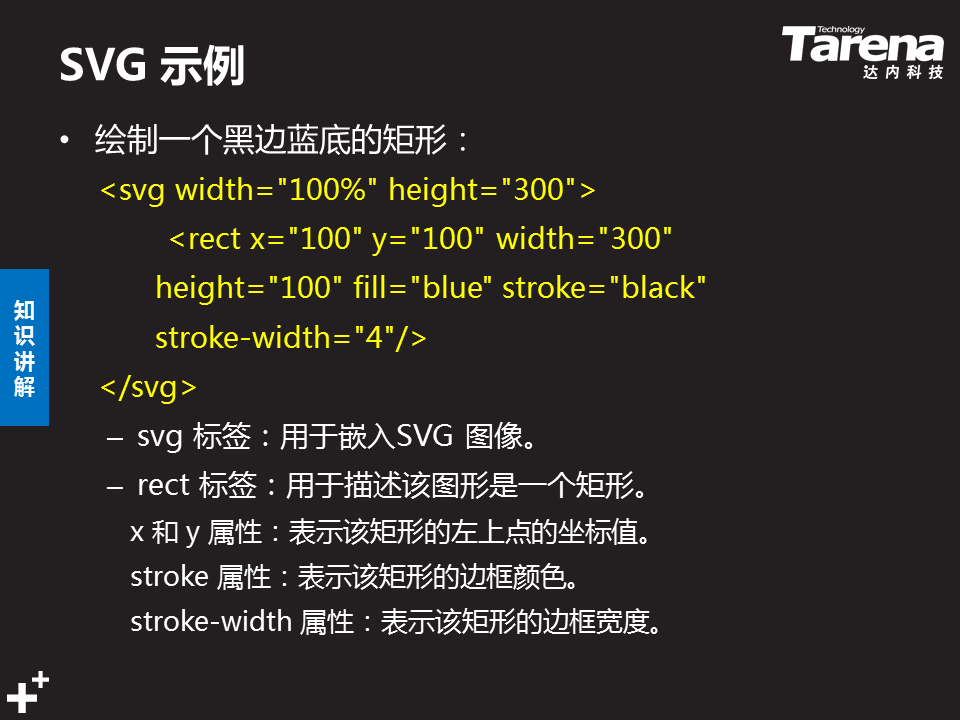 SVG 示例
Technology
Tarena
达内科技
• 绘制一个黑边蓝底的矩形：
<svg width="100%" height="300">
<rect x="100" y="100" width="300"
height="100" fill="blue" stroke="black"
stroke-width="4"/>
</svg>
– svg 标签：用于嵌入SVG 图像。
– rect 标签：用于描述该图形是一个矩形。
x 和 y 属性：表示该矩形的左上点的坐标值。
stroke 属性：表示该矩形的边框颜色。
stroke-width 属性：表示该矩形的边框宽度。
知
识
讲
解